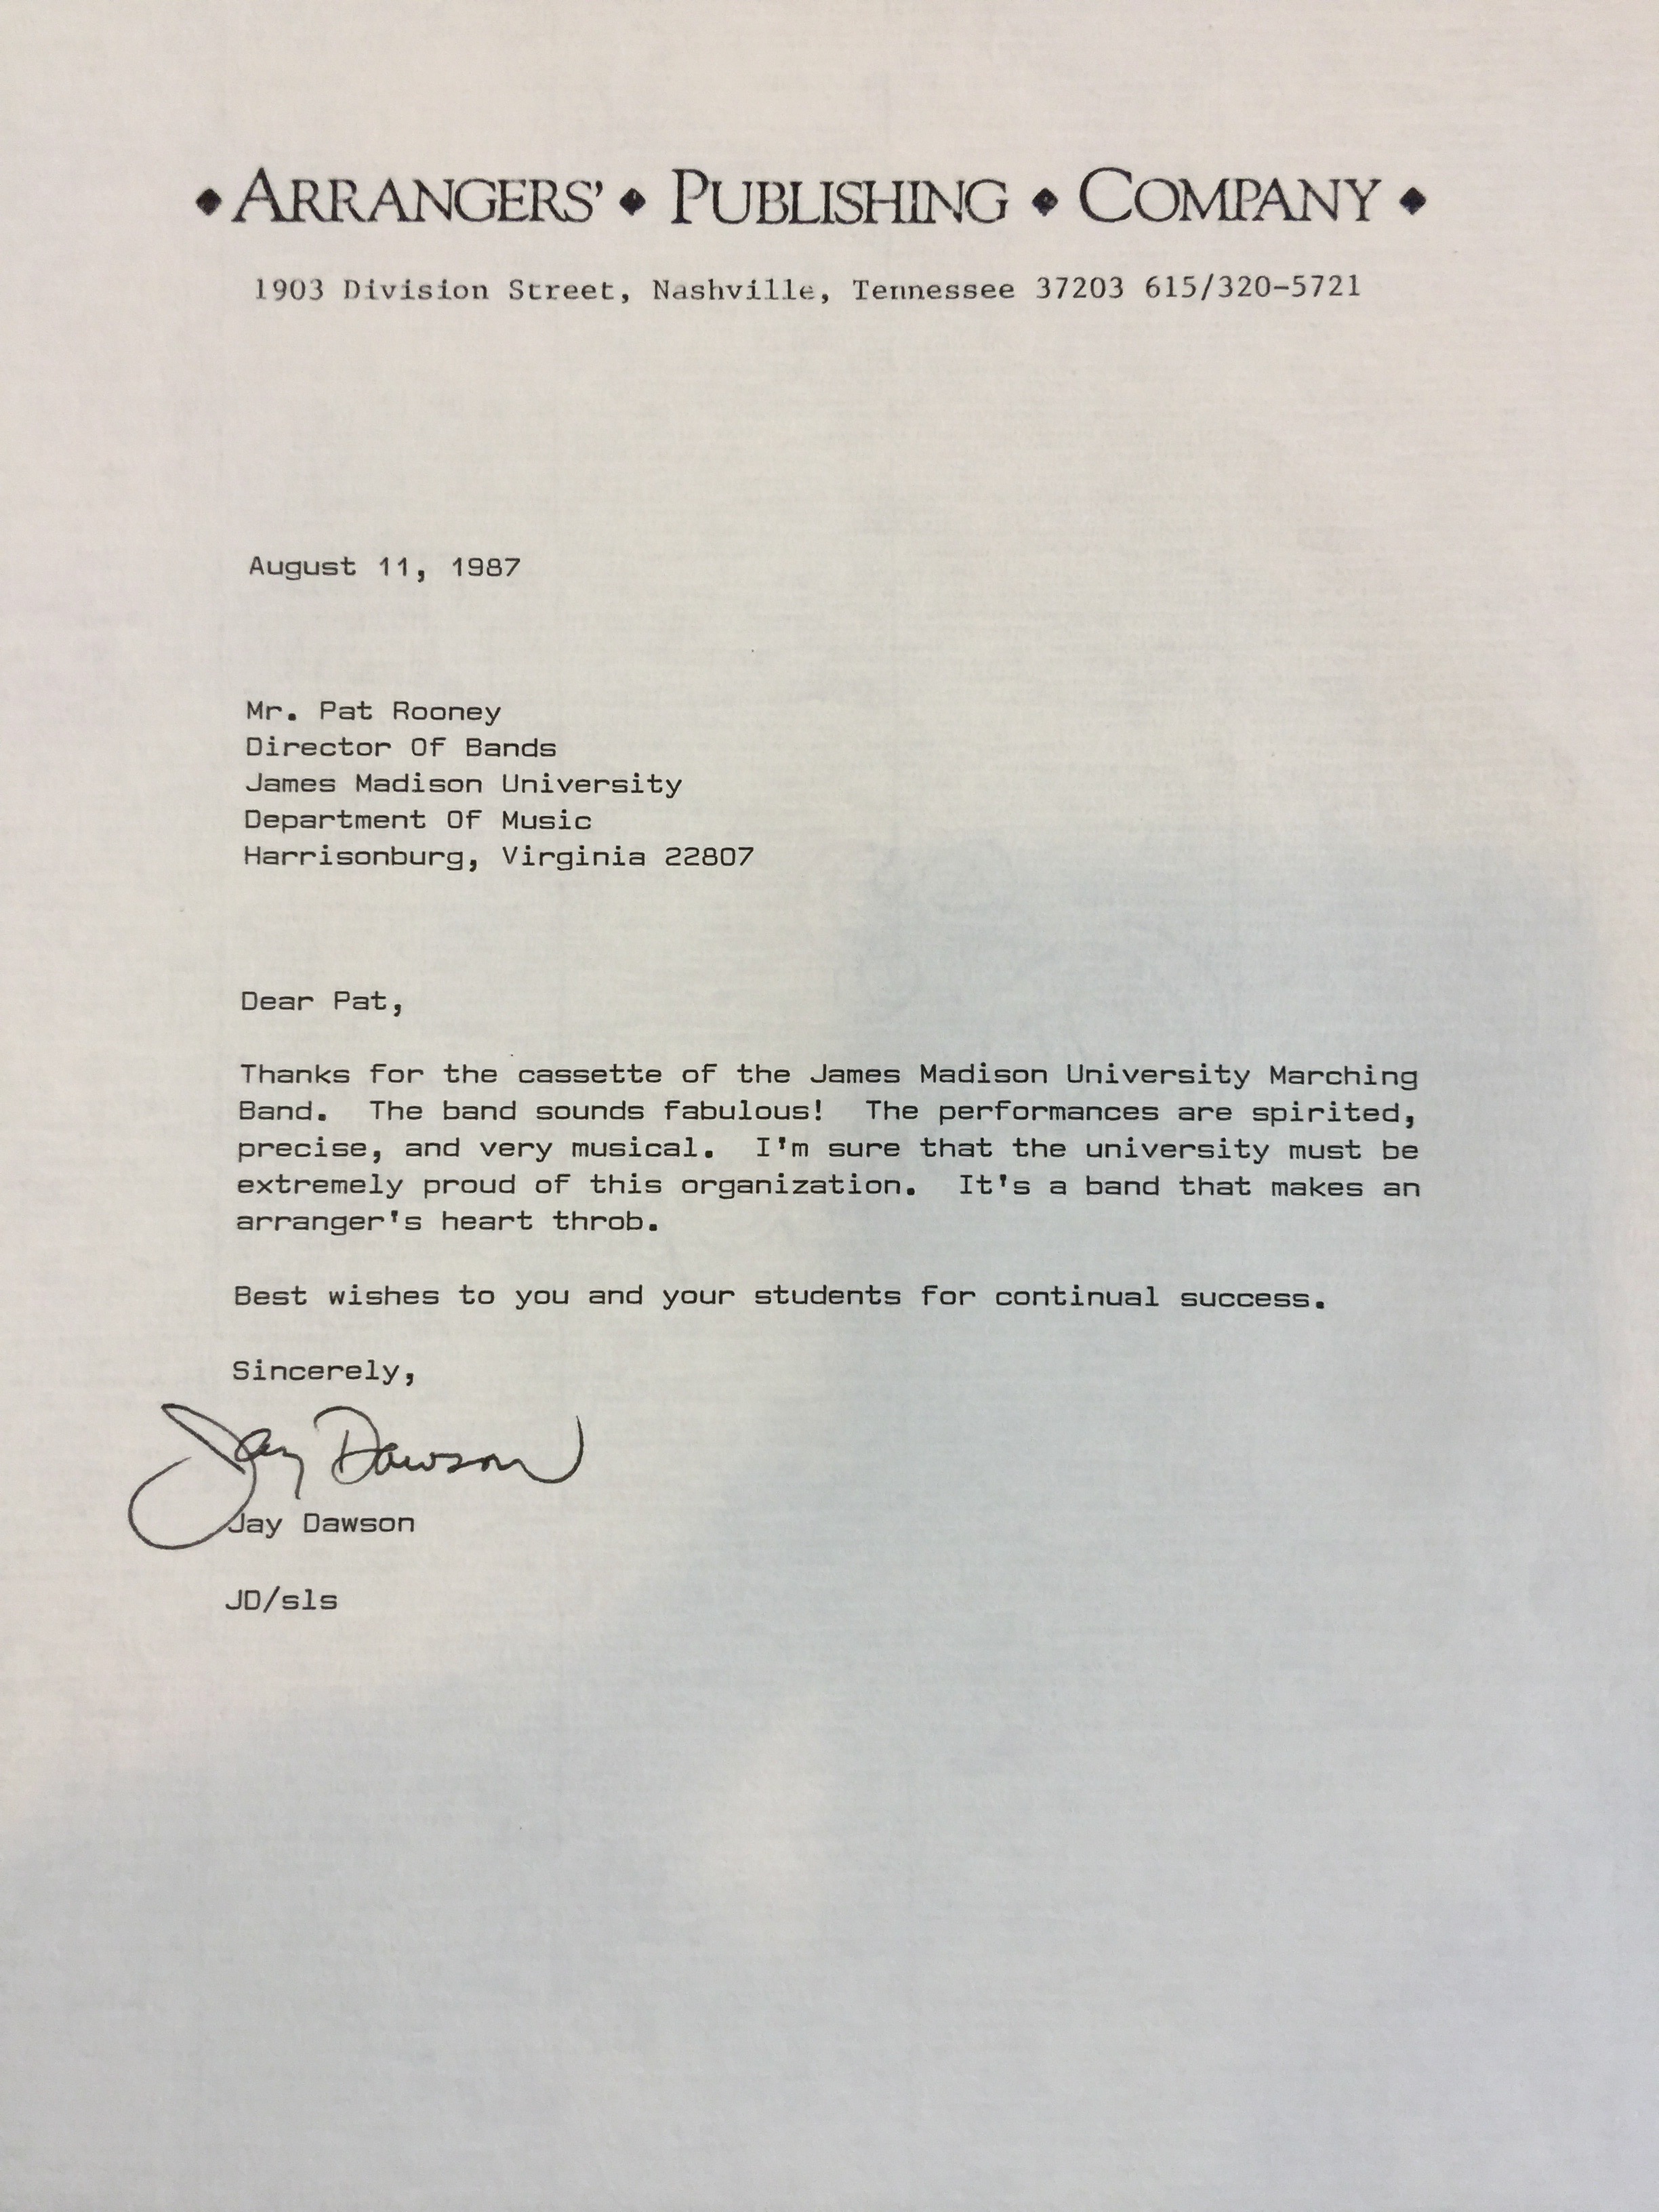 ◆ ARRANGERS' ◆ PUBLISHING ◆ COMPANY ◆
1903 Division Street, Nashville, Tennessee 37203 615/320-5721
August 11, 1987
Mr. Pat Rooney
Director Of Bands
James Madison University
Department Of Music
Harrisonburg, Virginia 22807
Dear Pat,
Thanks for the cassette of the James Madison University Marching
Band.  The band sounds fabulous!  The performances are spirited,
precise, and very musical.  I'm sure that the university must be
extremely proud of this organization.  It's a band that makes an
arranger's heart throb.
Best wishes to you and your students for continual success.
Sincerely,
Jay Dawson
Jay Dawson
JD/sls